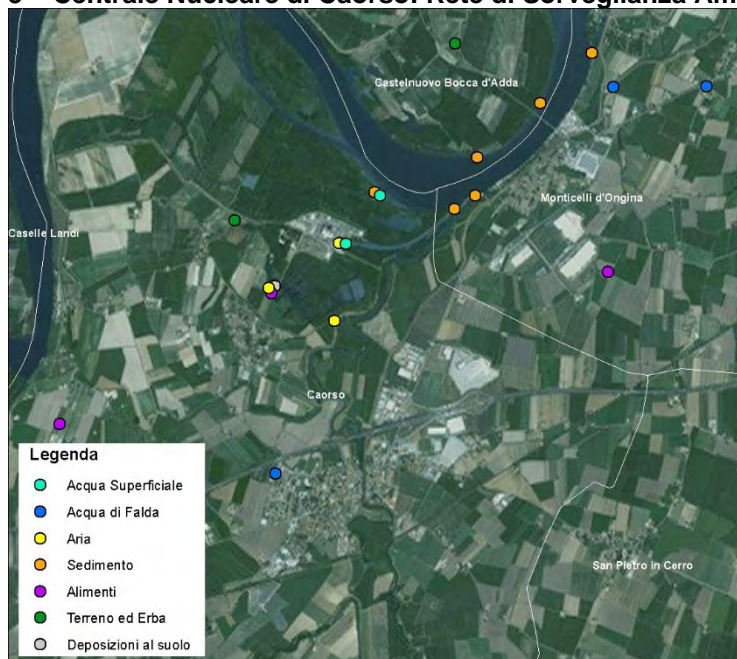 Centrale Nucleare di Caorso: Rete di Sorveglianza Am
Castelnuovo Bocca d'Adda
Monticelli d'Ongina
Caselle Landi
Caorso
San Pietro in Cerro
Legenda
Acqua Superficiale
Acqua di Falda
Aria
Sedimento
Alimenti
Terreno ed Erba
Deposizioni al suolo